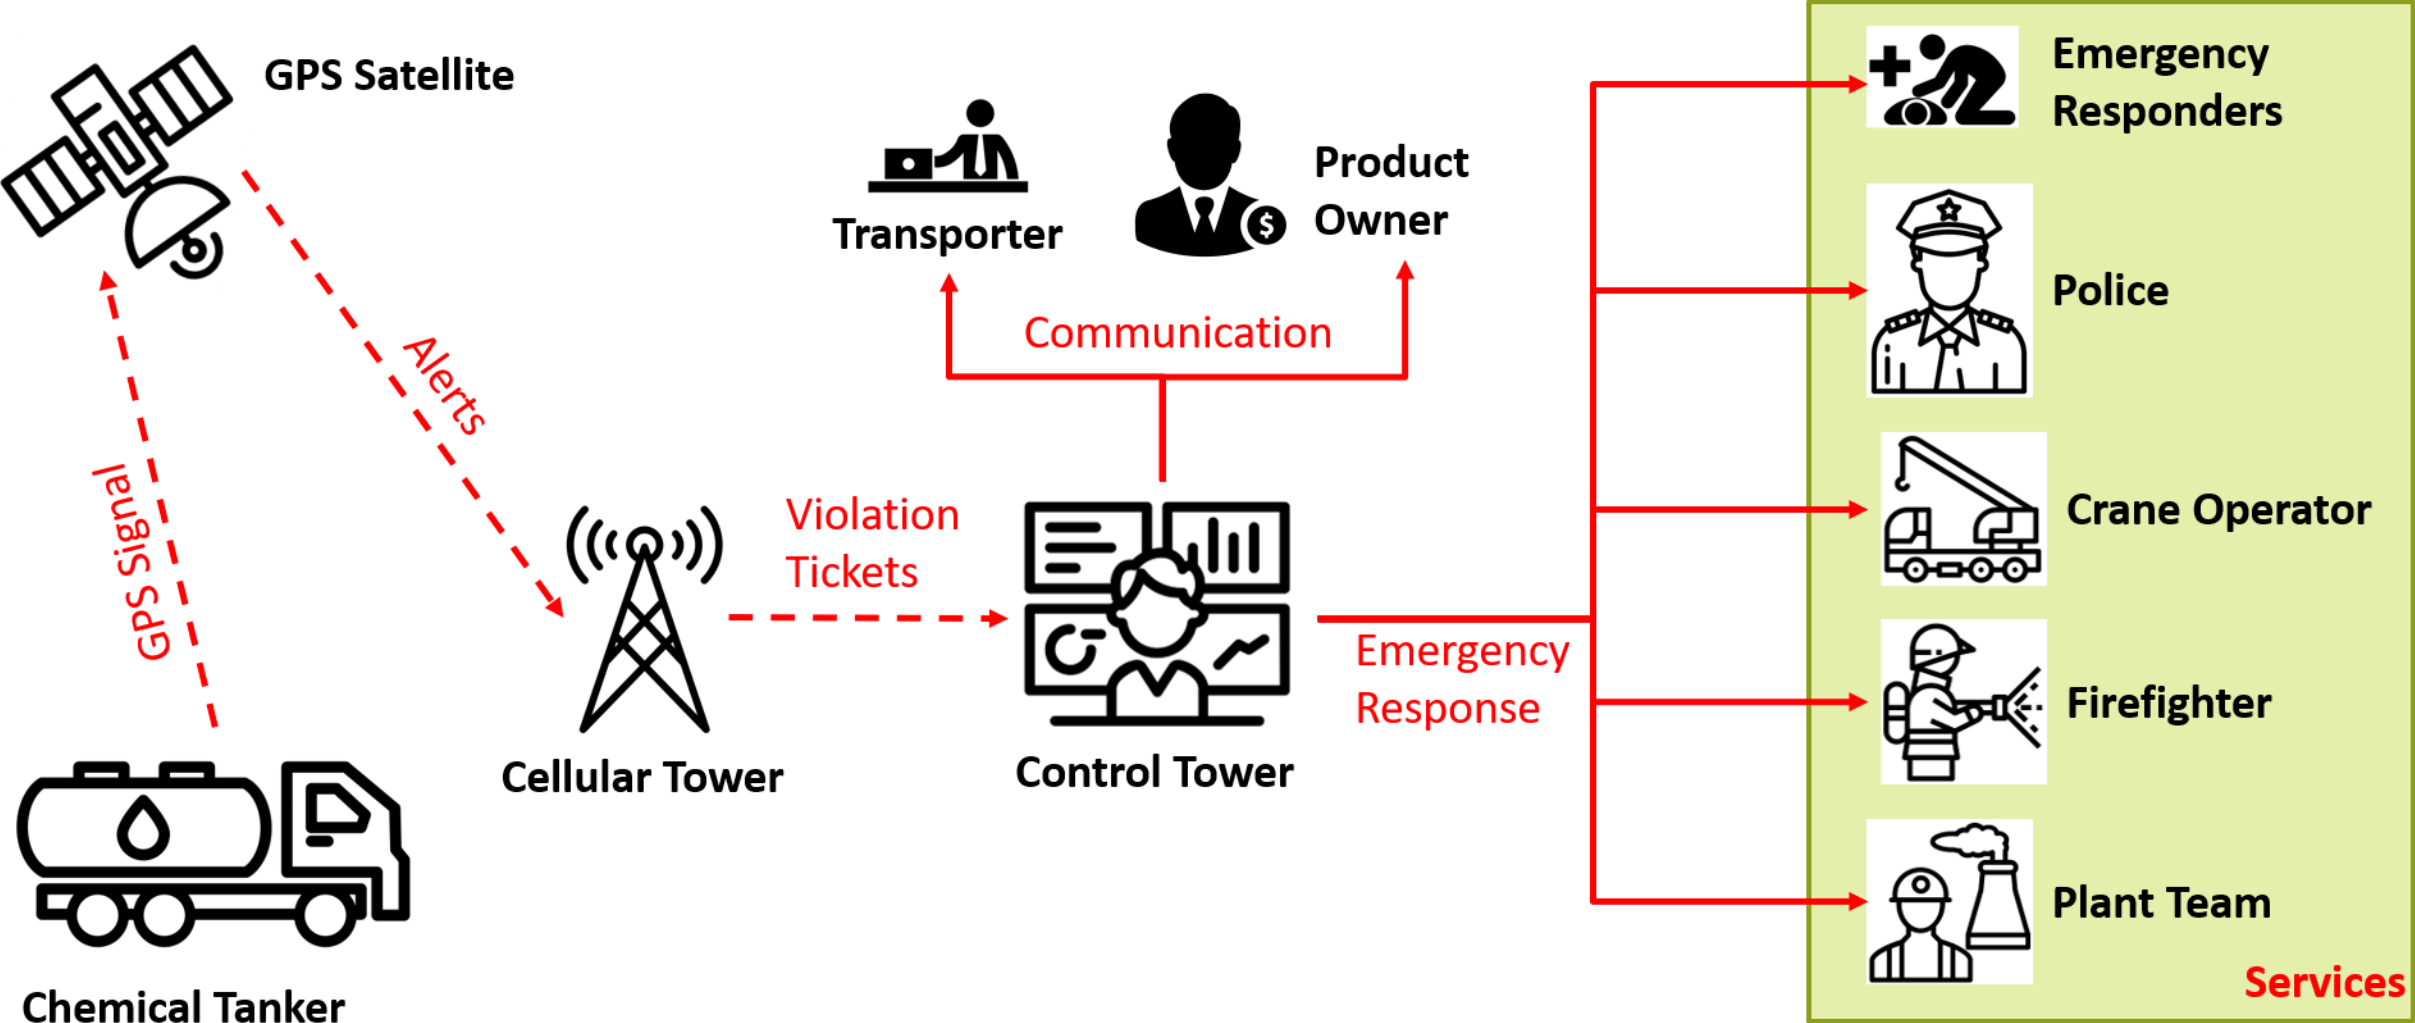 GPS Satellite
GPS Signal
Alerts
Chemical Tanker
Cellular Tower
Violation
Tickets
Transporter
Product
Owner
Communication
Control Tower
Emergency
Response
Emergency
Responders
Police
Crane Operator
Firefighter
Plant Team
Services
$